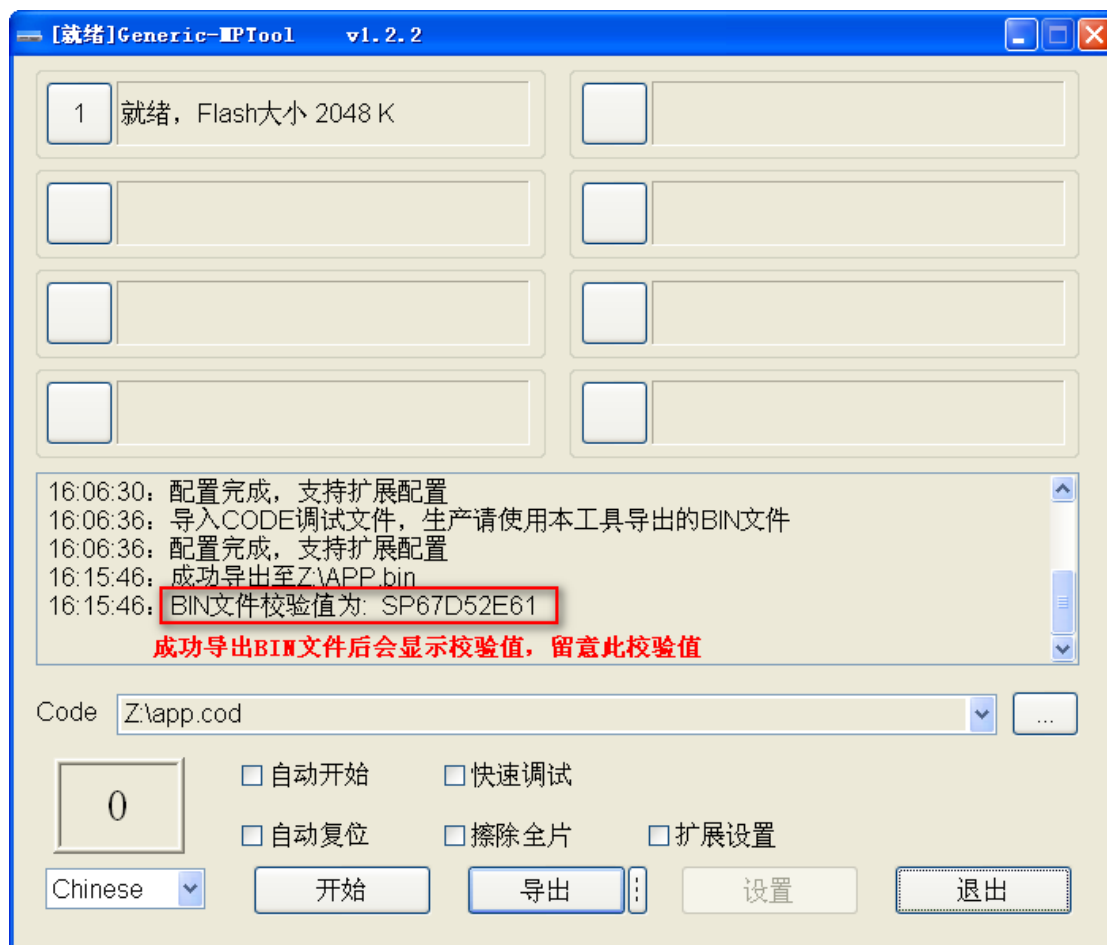 [就绪]Generic-MPTool v1.2.2
1 就绪，Flash大小 2048 K
16:06:30：配置完成，支持扩展配置
16:06:36：导入CODE调试文件，生产请使用本工具导出的BIN文件
16:06:36：配置完成，支持扩展配置
16:15:46：成功导出至Z:\APP.bin
16:15:46：BIN文件校验值为: SP67D52E61
成功导出BIN文件后会显示校验值，留意此校验值
Code Z:\app.cod ...
0
自动开始 快速调试
自动复位 擦除全片 扩展设置
Chinese 开始 导出 设置 退出